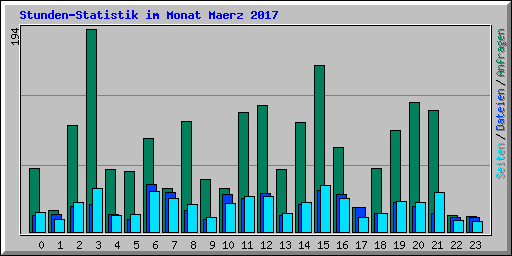 Stunden-Statistik im Monat Maerz 2017
194
Seiten / Dateien / Anfragen
0 1 2 3 4 5 6 7 8 9 10 11 12 13 14 15 16 17 18 19 20 21 22 23